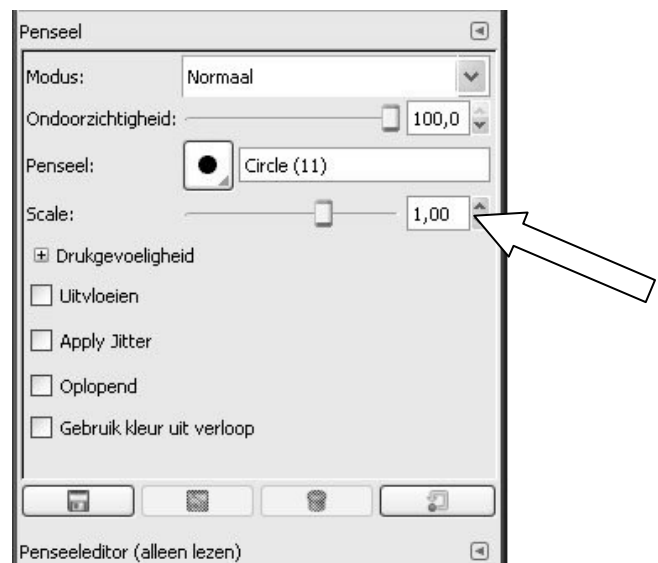 Penseel
Modus: Normaal
Ondoorzichtigheid: 100,0
Penseel: Circle (11)
Scale: 1,00
Drukgevoeligheid
Uitvloeien
Apply Jitter
Oplopend
Gebruik kleur uit verloop
Penseeleditor (alleen lezen)